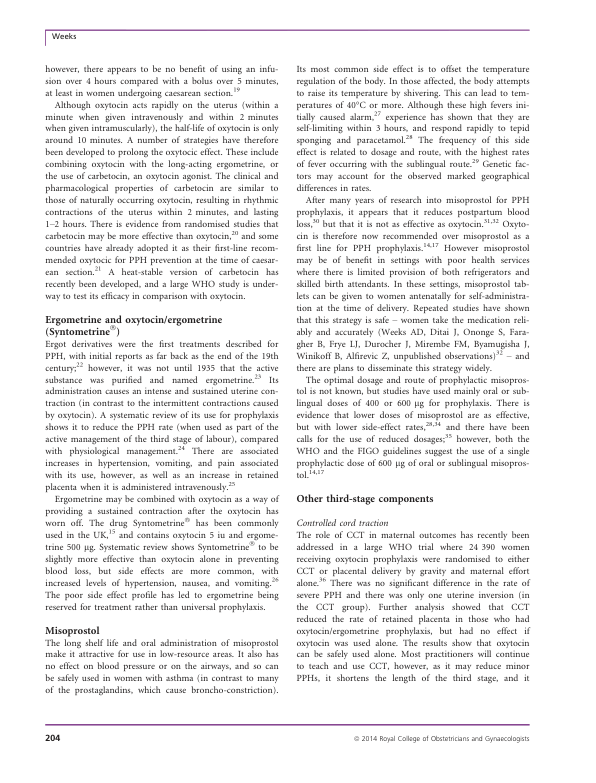 Weeks
however, there appears to be no benefit of using an infu-
sion over 4 hours compared with a bolus over 5 minutes,
at least in women undergoing caesarean section.19
Although oxytocin acts rapidly on the uterus (within a
minute when given intravenously and within 2 minutes
when given intramuscularly), the half-life of oxytocin is only
around 10 minutes. A number of strategies have therefore
been developed to prolong the oxytocic effect. These include
combining oxytocin with the long-acting ergometrine, or
the use of carbetocin, an oxytocin agonist. The clinical and
pharmacological properties of carbetocin are similar to
those of naturally occurring oxytocin, resulting in rhythmic
contractions of the uterus within 2 minutes, and lasting
1–2 hours. There is evidence from randomised studies that
carbetocin may be more effective than oxytocin,20 and some
countries have already adopted it as their first-line recom-
mended oxytocic for PPH prevention at the time of caesar-
ean section.21 A heat-stable version of carbetocin has
recently been developed, and a large WHO study is under-
way to test its efficacy in comparison with oxytocin.
Ergometrine and oxytocin/ergometrine
(Syntometrine®)
Ergot derivatives were the first treatments described for
PPH, with initial reports as far back as the end of the 19th
century;22 however, it was not until 1935 that the active
substance was purified and named ergometrine.23 Its
administration causes an intense and sustained uterine con-
traction (in contrast to the intermittent contractions caused
by oxytocin). A systematic review of its use for prophylaxis
shows it to reduce the PPH rate (when used as part of the
active management of the third stage of labour), compared
with physiological management.24 There are associated
increases in hypertension, vomiting, and pain associated
with its use, however, as well as an increase in retained
placenta when it is administered intravenously.25
Ergometrine may be combined with oxytocin as a way of
providing a sustained contraction after the oxytocin has
worn off. The drug Syntometrine® has been commonly
used in the UK,15 and contains oxytocin 5 iu and ergome-
trine 500 µg. Systematic review shows Syntometrine® to be
slightly more effective than oxytocin alone in preventing
blood loss, but side effects are more common, with
increased levels of hypertension, nausea, and vomiting.26
The poor side effect profile has led to ergometrine being
reserved for treatment rather than universal prophylaxis.
Misoprostol
The long shelf life and oral administration of misoprostol
make it attractive for use in low-resource areas. It also has
no effect on blood pressure or on the airways, and so can
be safely used in women with asthma (in contrast to many
of the prostaglandins, which cause broncho-constriction).
Its most common side effect is to offset the temperature
regulation of the body. In those affected, the body attempts
to raise its temperature by shivering. This can lead to tem-
peratures of 40°C or more. Although these high fevers ini-
tially caused alarm,27 experience has shown that they are
self-limiting within 3 hours, and respond rapidly to tepid
sponging and paracetamol.28 The frequency of this side
effect is related to dosage and route, with the highest rates
of fever occurring with the sublingual route.29 Genetic fac-
tors may account for the observed marked geographical
differences in rates.
After many years of research into misoprostol for PPH
prophylaxis, it appears that it reduces postpartum blood
loss,30 but that it is not as effective as oxytocin.31,32 Oxyto-
cin is therefore now recommended over misoprostol as a
first line for PPH prophylaxis.14,17 However misoprostol
may be of benefit in settings with poor health services
where there is limited provision of both refrigerators and
skilled birth attendants. In these settings, misoprostol tab-
lets can be given to women antenatally for self-administra-
tion at the time of delivery. Repeated studies have shown
that this strategy is safe – women take the medication reli-
ably and accurately (Weeks AD, Ditai J, Ononge S, Fara-
gher B, Frye LJ, Durocher J, Mirembe FM, Byamugisha J,
Winikoff B, Alfirevic Z, unpublished observations)32 – and
there are plans to disseminate this strategy widely.
The optimal dosage and route of prophylactic misopros-
tol is not known, but studies have used mainly oral or sub-
lingual doses of 400 or 600 µg for prophylaxis. There is
evidence that lower doses of misoprostol are as effective,
but with lower side-effect rates,28,34 and there have been
calls for the use of reduced dosages;35 however, both the
WHO and the FIGO guidelines suggest the use of a single
prophylactic dose of 600 µg of oral or sublingual misopros-
tol.14,17
Other third-stage components
Controlled cord traction
The role of CCT in maternal outcomes has recently been
addressed in a large WHO trial where 24 390 women
receiving oxytocin prophylaxis were randomised to either
CCT or placental delivery by gravity and maternal effort
alone.36 There was no significant difference in the rate of
severe PPH and there was only one uterine inversion (in
the CCT group). Further analysis showed that CCT
reduced the rate of retained placenta in those who had
oxytocin/ergometrine prophylaxis, but had no effect if
oxytocin was used alone. The results show that oxytocin
can be safely used alone. Most practitioners will continue
to teach and use CCT, however, as it may reduce minor
PPHs, it shortens the length of the third stage, and it
204
© 2014 Royal College of Obstetricians and Gynaecologists